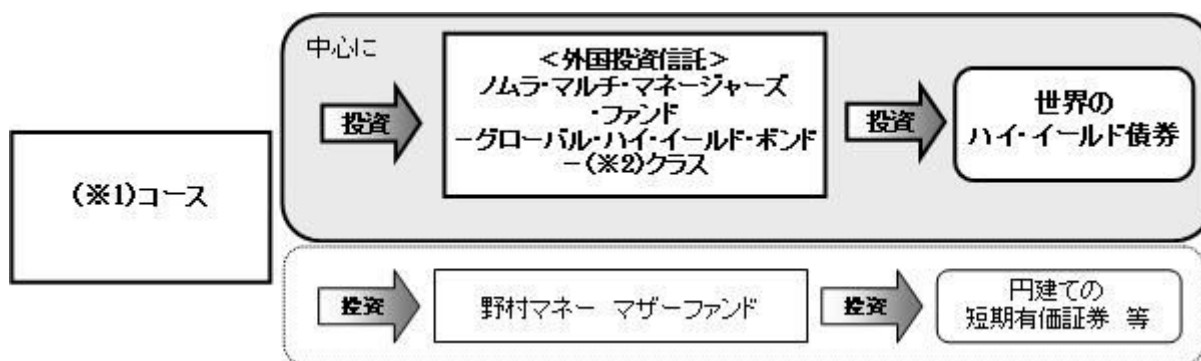 中心に
(※1)コース
投資
<外国投資信託>
ノムラ・マルチ・マネージャーズ
・ファンド
-グローバル・ハイ・イールド・ボンド
-(※2)クラス
投資
世界の
ハイ・イールド債券
投資
野村マネー マザーファンド
投資
円建ての
短期有価証券 等